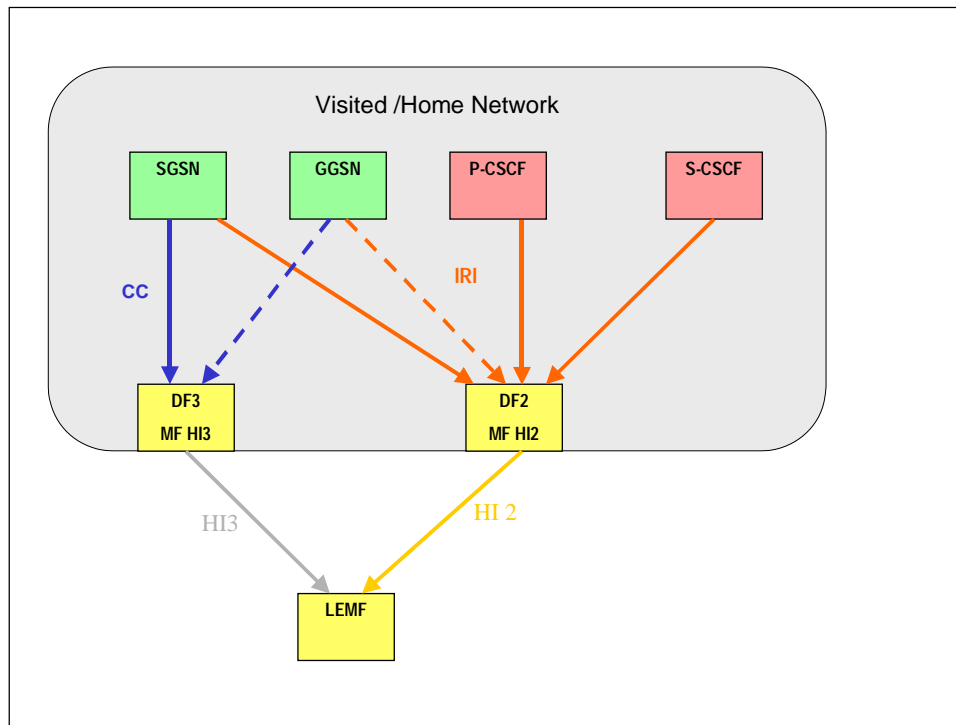 Visited /Home Network
SGSN
GGSN
P-CSCF
S-CSCF
CC
IRI
DF3
MF HI3
DF2
MF HI2
HI3
HI 2
LEMF